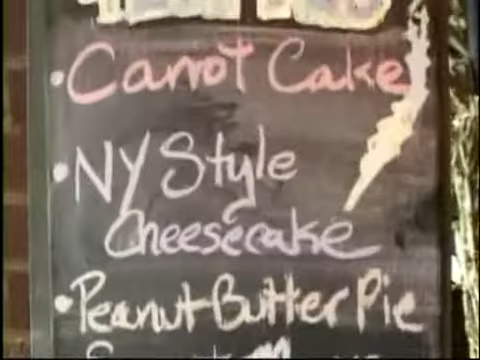 • Carrot Cake
• NY Style
Cheesecake
• Peanut Butter Pie